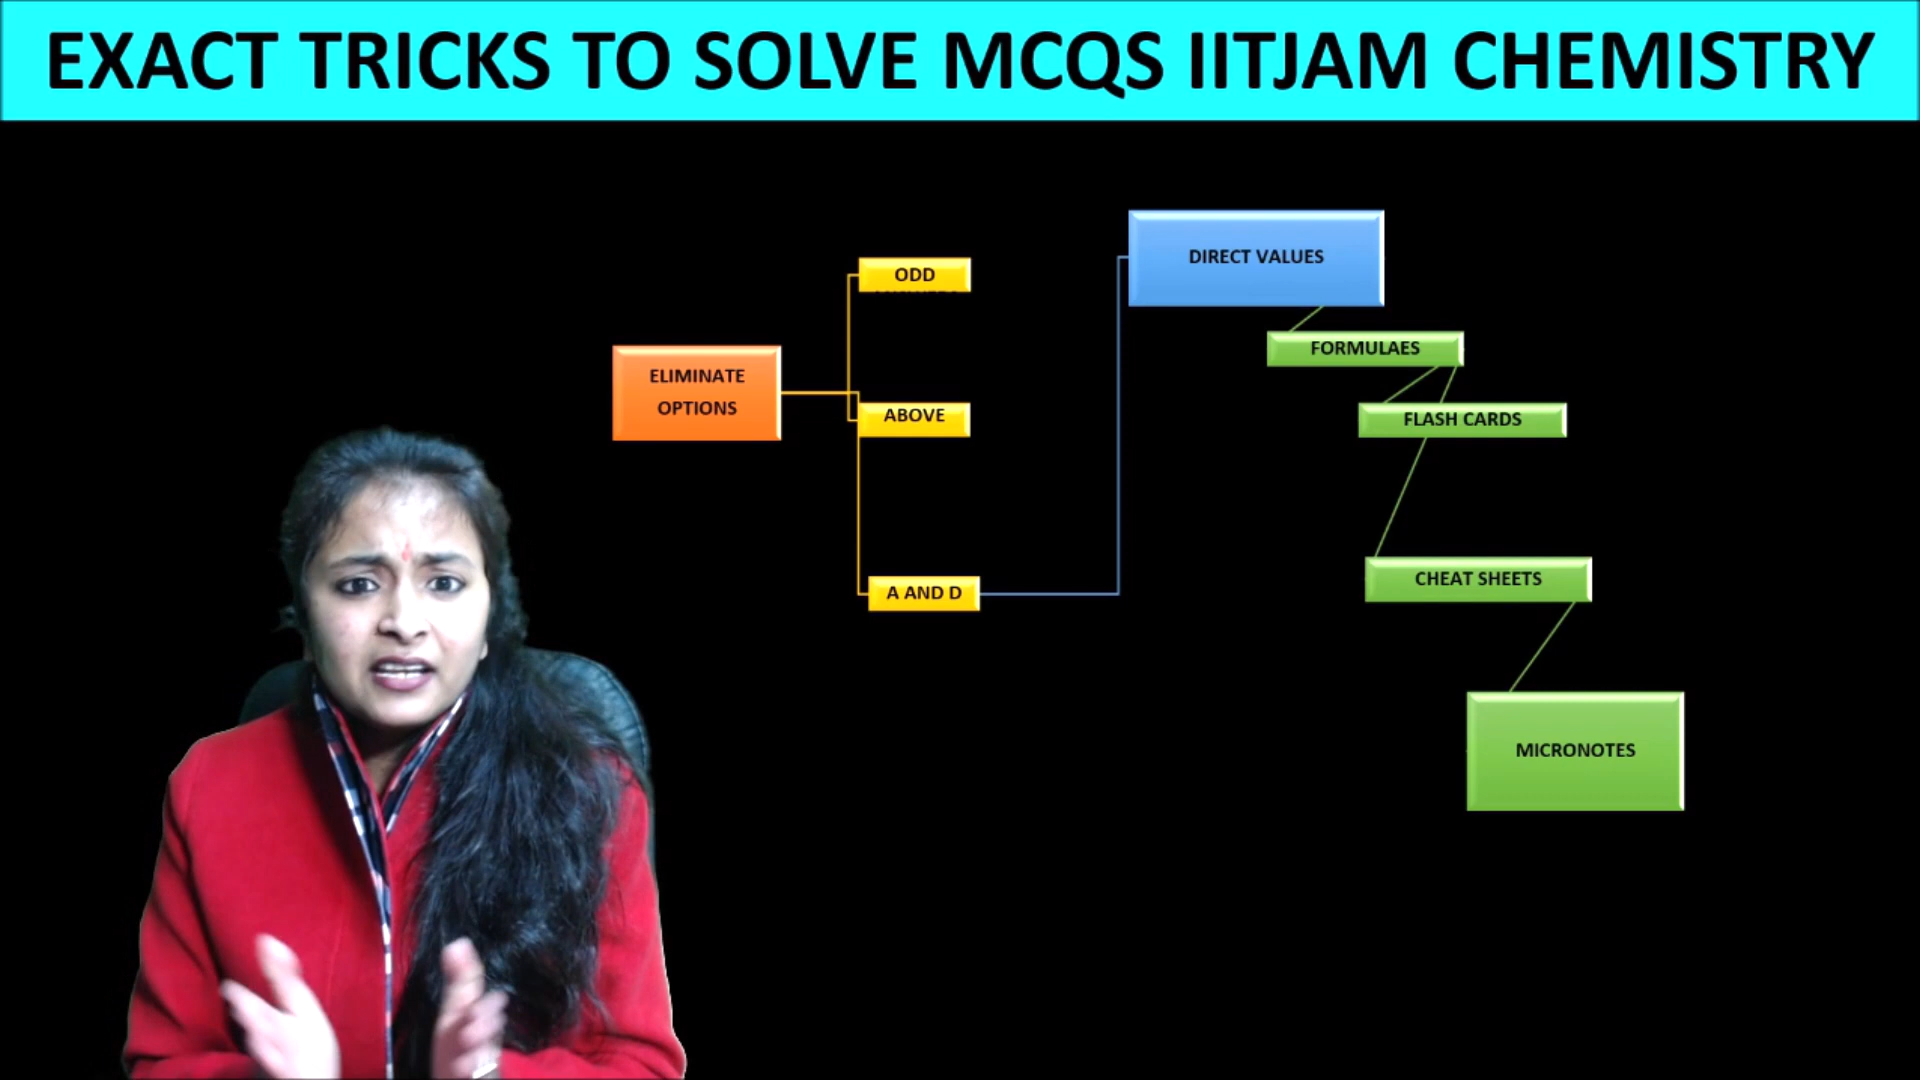 EXACT TRICKS TO SOLVE MCQS IITJAM CHEMISTRY
ELIMINATE
OPTIONS
ODD
ABOVE
A AND D
DIRECT VALUES
FORMULAES
FLASH CARDS
CHEAT SHEETS
MICRONOTES